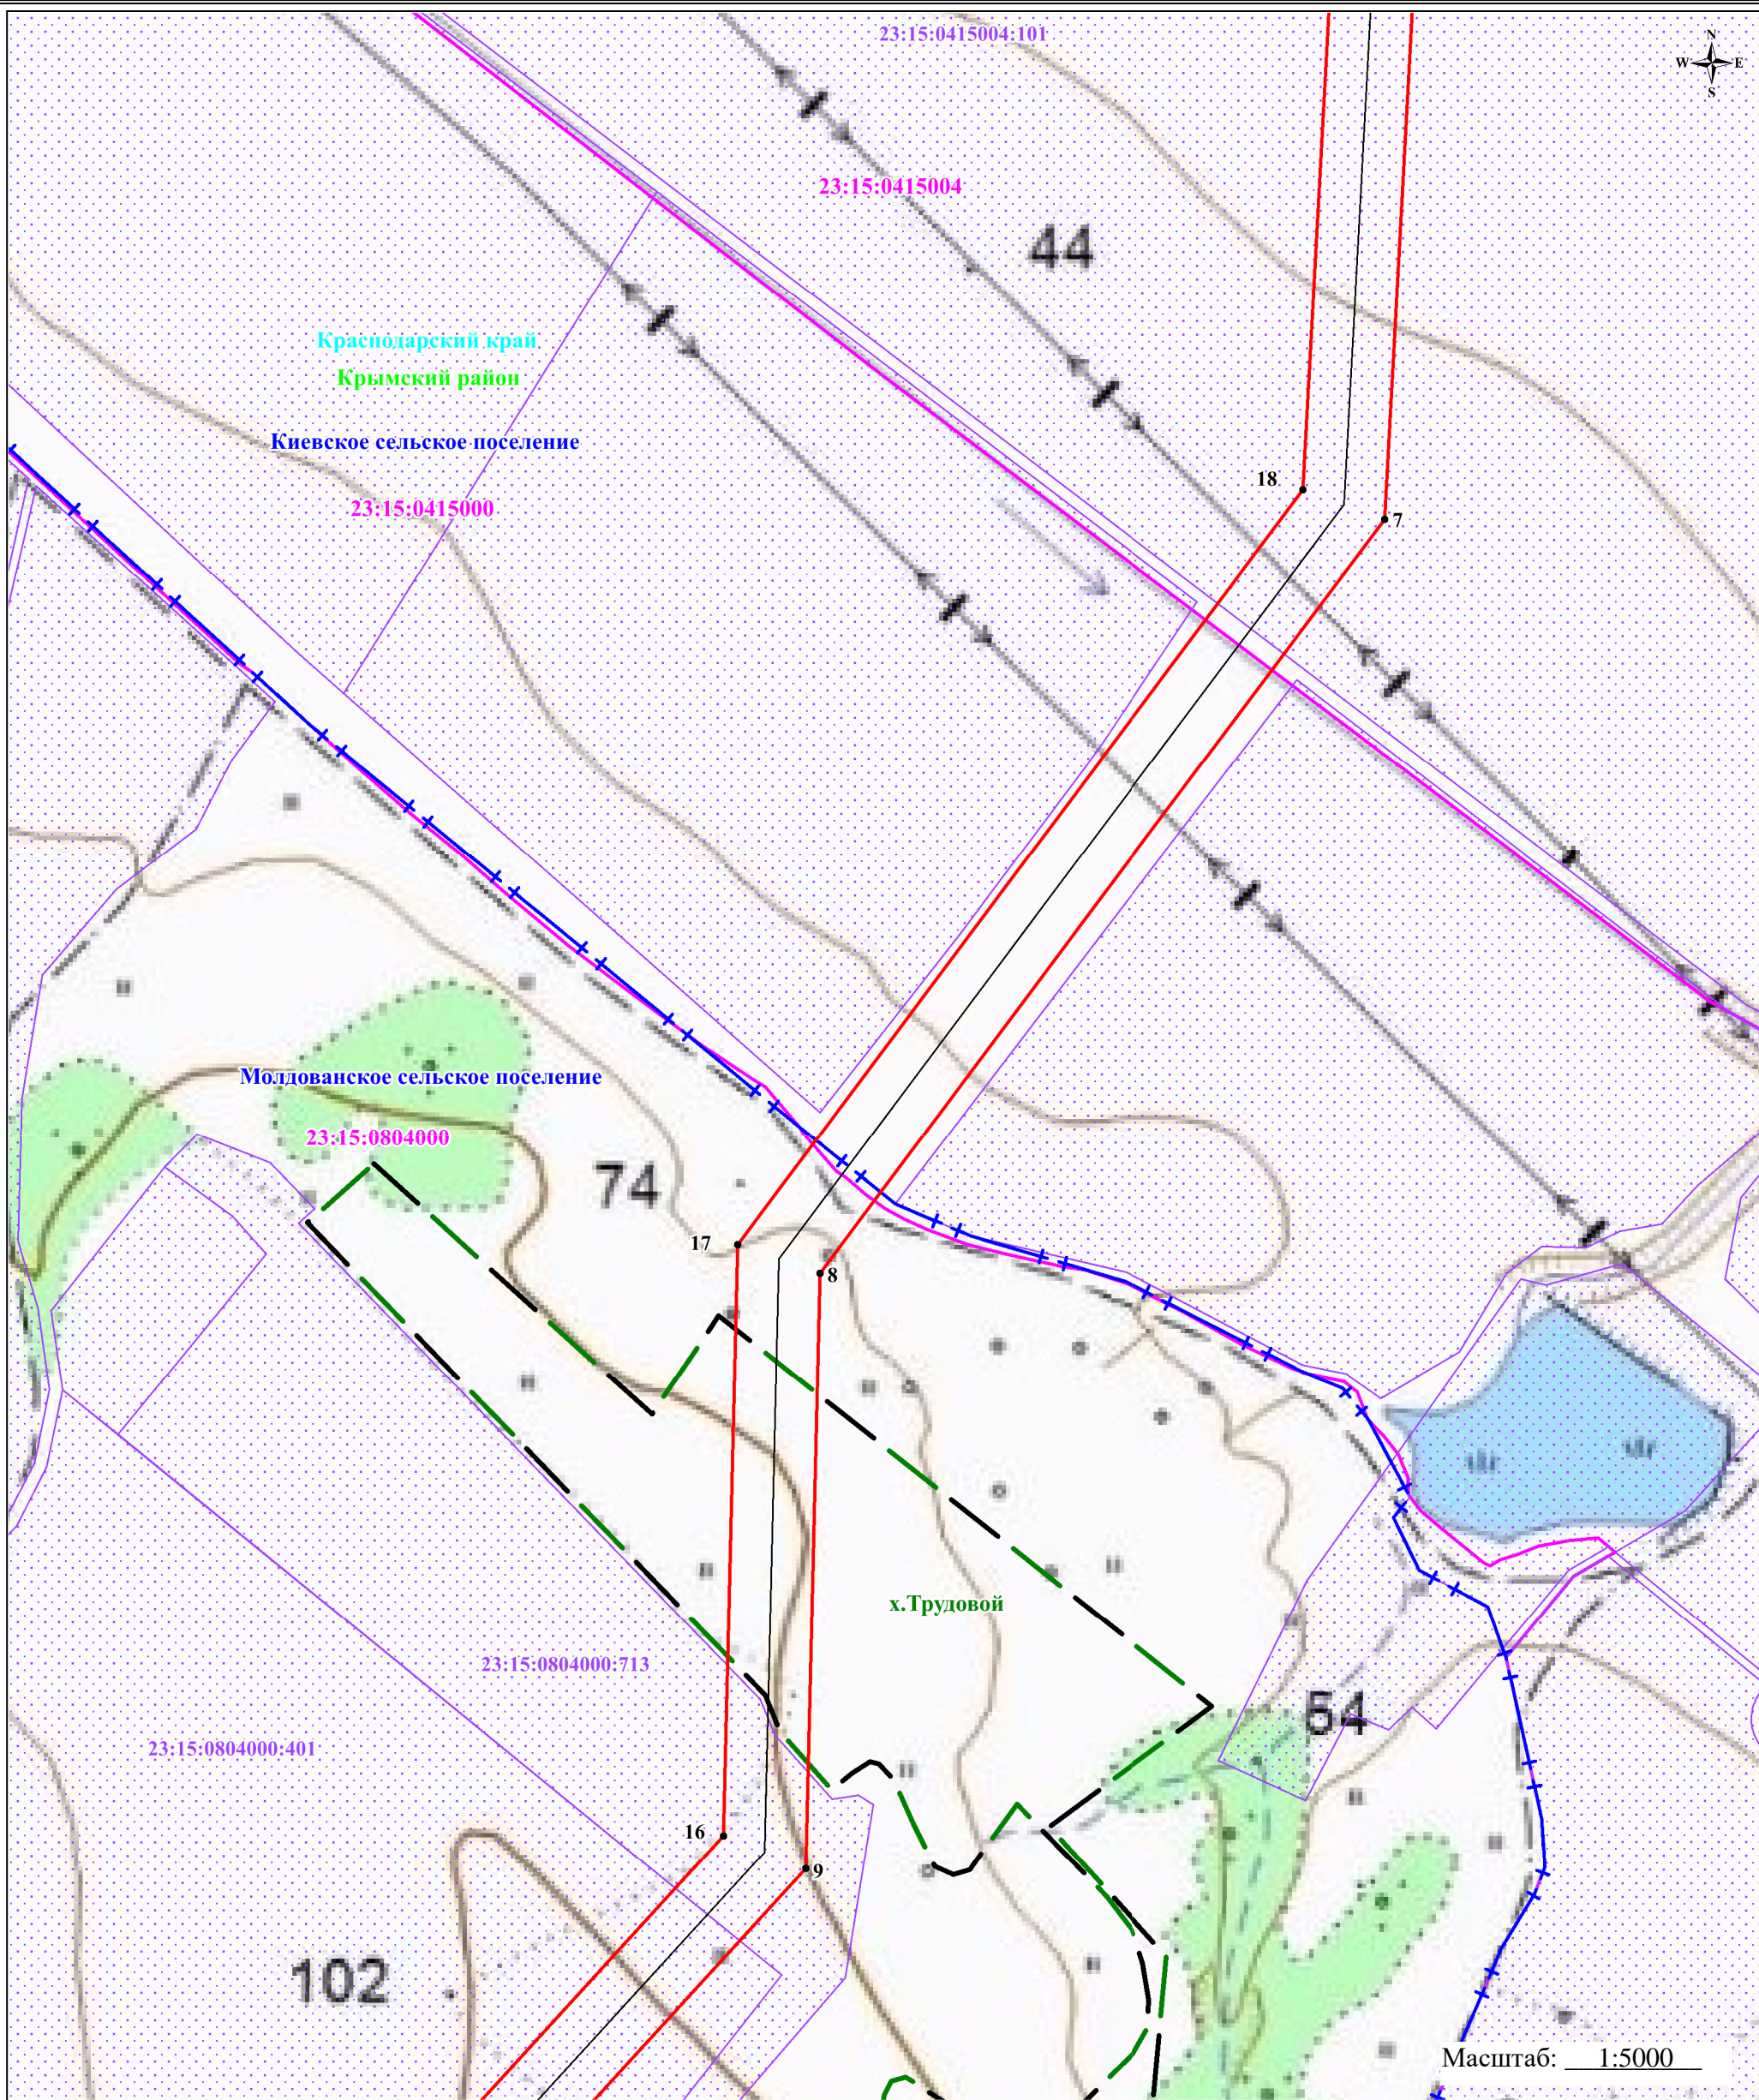 23:15:0415004:101
N
W E
S
23:15:0415004
44
Краснодарский край
Крымский район
Киевское сельское поселение
18
23:15:0415000
7
Молдованское сельское поселение
23:15:0804000
74
17
8
х.Трудовой
23:15:0804000:713
54
23:15:0804000:401
16
9
102
Масштаб: 1:5000